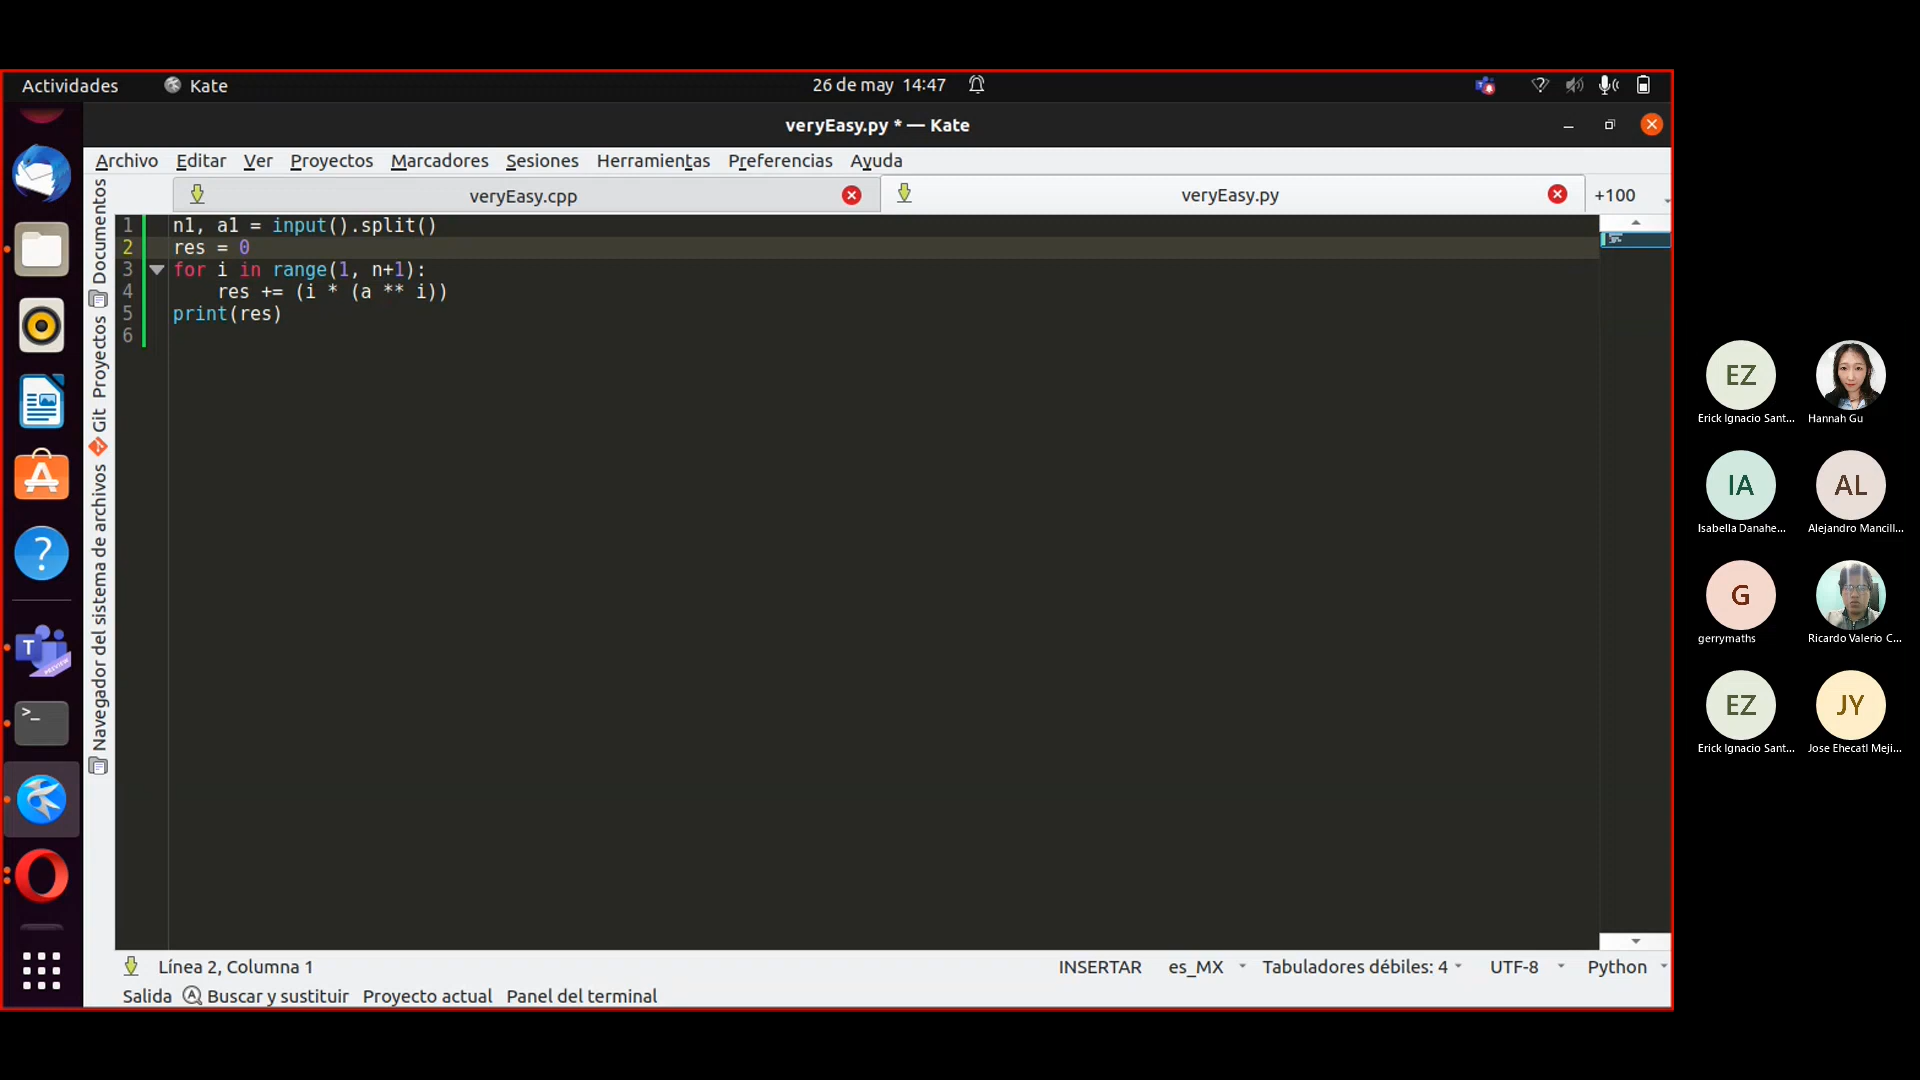 Actividades
Kate
26 de may 14:47
veryEasy.py * — Kate
Archivo Editar Ver Proyectos Marcadores Sesiones Herramientas Preferencias Ayuda
veryEasy.cpp
veryEasy.py
+100
Documentos
Proyectos
Git
Navegador del sistema de archivos
1 n1, a1 = input().split()
2 res = 0
3 for i in range(1, n+1):
4 res += (i * (a ** i))
5 print(res)
6
T
PREVIEW
Línea 2, Columna 1
INSERTAR
es_MX
Tabuladores débiles: 4
UTF-8
Python
Salida Buscar y sustituir Proyecto actual Panel del terminal
EZ
Erick Ignacio Sant...
Hannah Gu
IA
Isabella Danahe...
AL
Alejandro Mancill...
G
gerrymaths
Ricardo Valerio C...
EZ
Erick Ignacio Sant...
JY
Jose Ehecatl Meji...